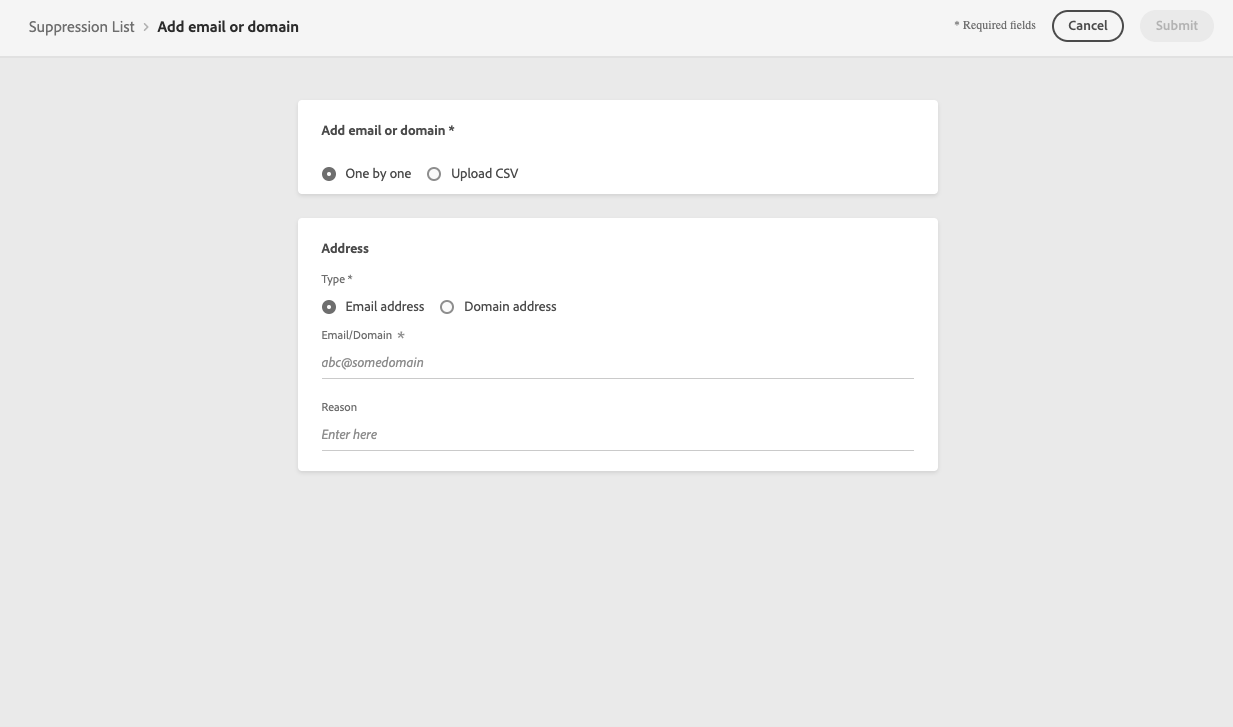 Suppression List > Add email or domain
* Required fields
Cancel
Submit
Add email or domain *
One by one
Upload CSV
Address
Type *
Email address
Domain address
Email/Domain *
abc@somedomain
Reason
Enter here